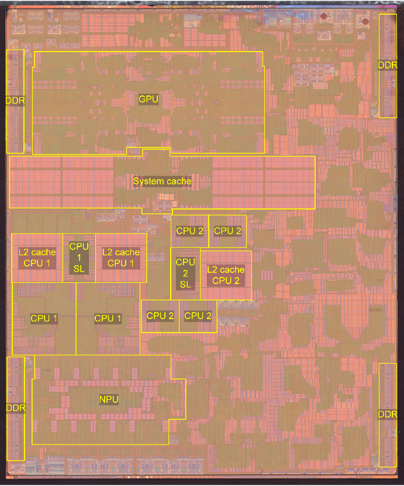 DDR
DDR
GPU
System cache
CPU 2
CPU 2
L2 cache
CPU 1
CPU
1
SL
L2 cache
CPU 1
CPU
2
SL
L2 cache
CPU 2
CPU 1
CPU 1
CPU 2
CPU 2
NPU
DDR
DDR